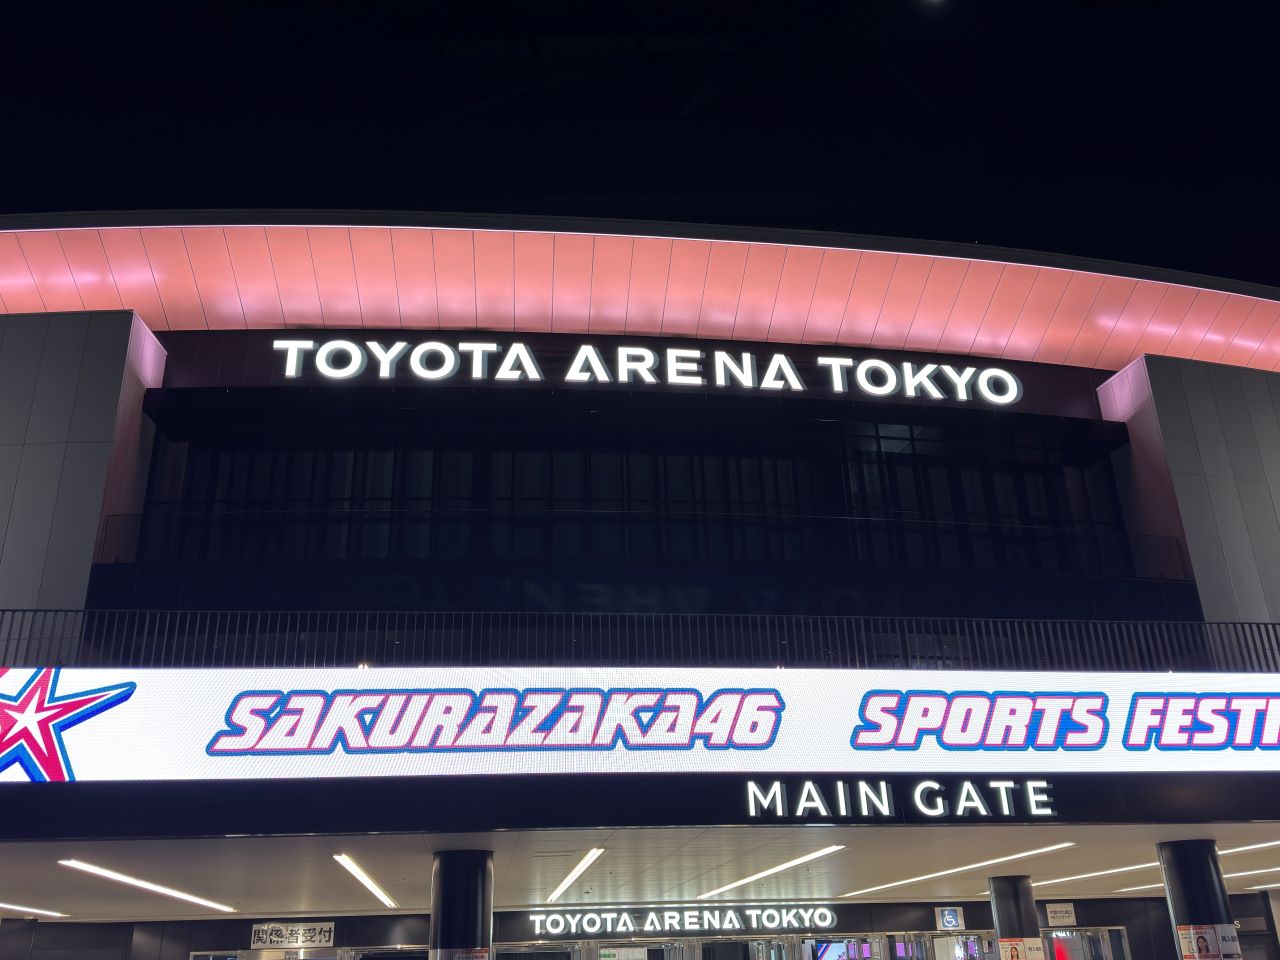 TOYOTA ARENA TOKYO
SAKURAZAKA46 SPORTS FESTI
MAIN GATE
TOYOTA ARENA TOKYO
関係者受付